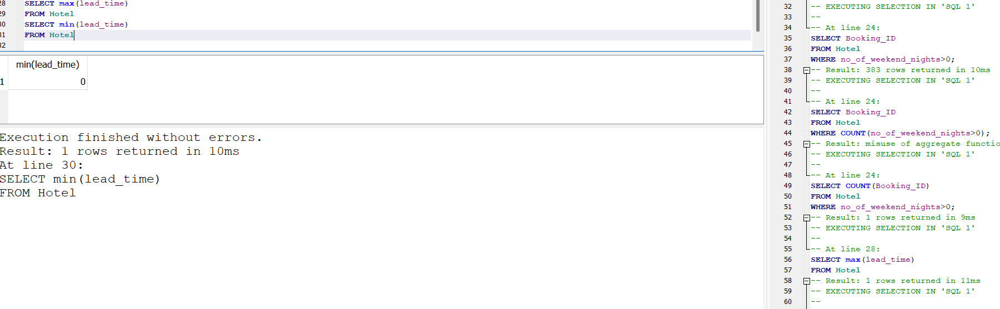 28 SELECT max(lead_time)
29 FROM Hotel
30 SELECT min(lead_time)
31 FROM Hotel
32
min(lead_time)
1 0
Execution finished without errors.
Result: 1 rows returned in 10ms
At line 30:
SELECT min(lead_time)
FROM Hotel
32 -- EXECUTING SELECTION IN 'SQL 1'
33 --
34 -- At line 24:
35 SELECT Booking_ID
36 FROM Hotel
37 WHERE no_of_weekend_nights>0;
38 -- Result: 383 rows returned in 10ms
39 -- EXECUTING SELECTION IN 'SQL 1'
40 --
41 -- At line 24:
42 SELECT Booking_ID
43 FROM Hotel
44 WHERE COUNT(no_of_weekend_nights>0);
45 -- Result: misuse of aggregate functio
46 -- EXECUTING SELECTION IN 'SQL 1'
47 --
48 -- At line 24:
49 SELECT COUNT(Booking_ID)
50 FROM Hotel
51 WHERE no_of_weekend_nights>0;
52 -- Result: 1 rows returned in 9ms
53 -- EXECUTING SELECTION IN 'SQL 1'
54 --
55 -- At line 28:
56 SELECT max(lead_time)
57 FROM Hotel
58 -- Result: 1 rows returned in 11ms
59 -- EXECUTING SELECTION IN 'SQL 1'
60 --